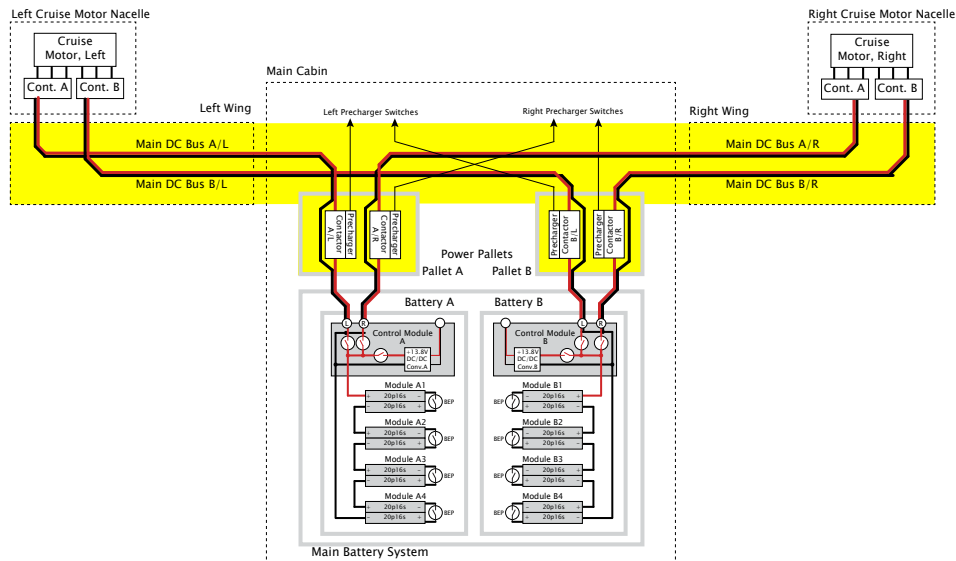 Left Cruise Motor Nacelle
Right Cruise Motor Nacelle
Cruise
Motor, Left
Cont. A
Cont. B
Cruise
Motor, Right
Cont. A
Cont. B
Main Cabin
Left Wing
Right Wing
Left Precharger Switches
Right Precharger Switches
Main DC Bus A/L
Main DC Bus A/R
Main DC Bus B/L
Main DC Bus B/R
Contactor
A/L
Precharger
Contactor
A/R
Precharger
Precharger
Contactor
B/L
Precharger
Contactor
B/R
Power Pallets
Pallet A
Pallet B
Battery A
Battery B
L
R
L
R
Control Module
A
+13.8V
DC/DC
Conv.A
Control Module
B
+13.8V
DC/DC
Conv.B
Module A1
+ 20p16s −
− 20p16s +
BEP
Module A2
+ 20p16s −
+ 20p16s −
BEP
Module A3
+ 20p16s −
+ 20p16s −
BEP
Module A4
+ 20p16s −
− 20p16s +
BEP
Module B1
− 20p16s +
+ 20p16s −
BEP
Module B2
− 20p16s +
+ 20p16s −
BEP
Module B3
− 20p16s +
+ 20p16s −
BEP
Module B4
− 20p16s +
+ 20p16s −
BEP
Main Battery System